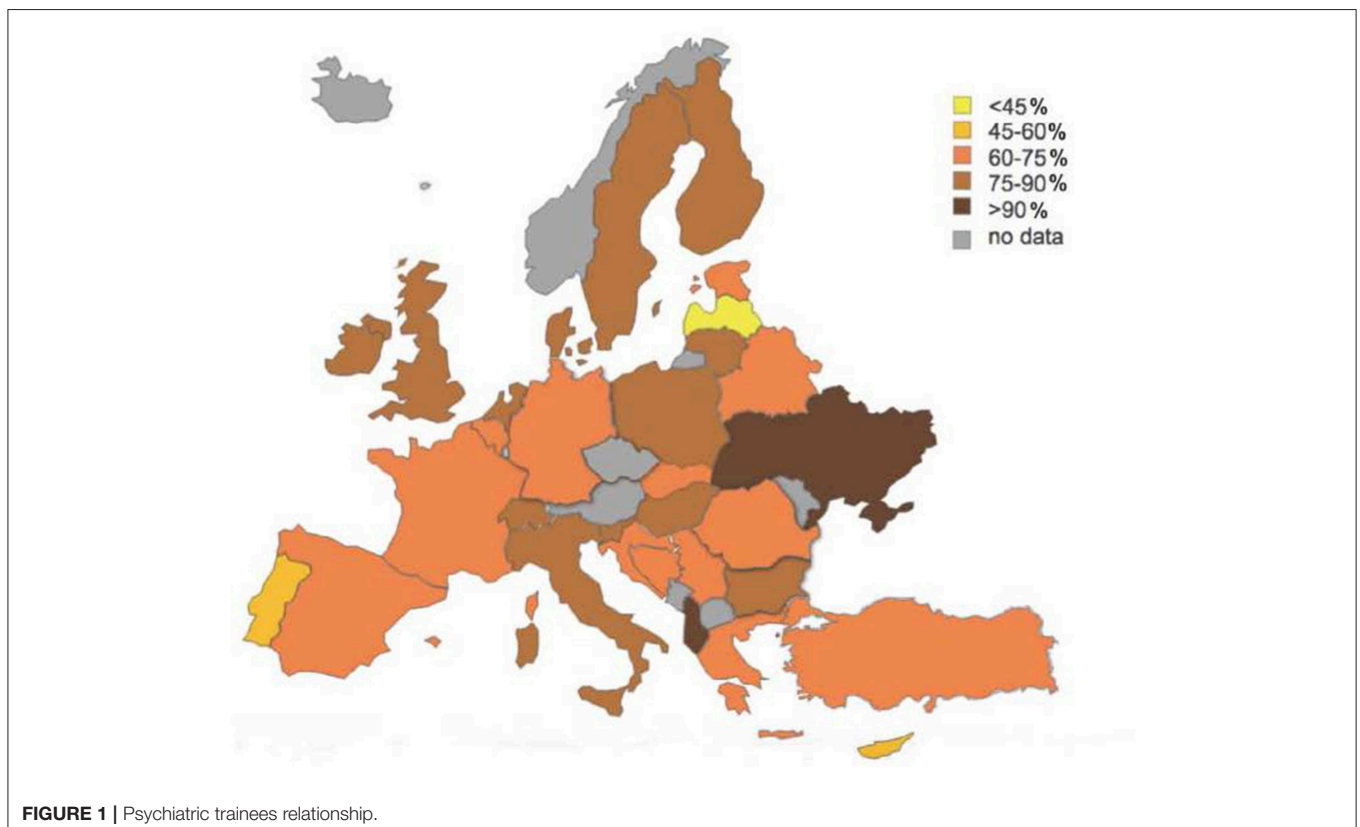 <45%
45-60%
60-75%
75-90%
>90%
no data
FIGURE 1 | Psychiatric trainees relationship.